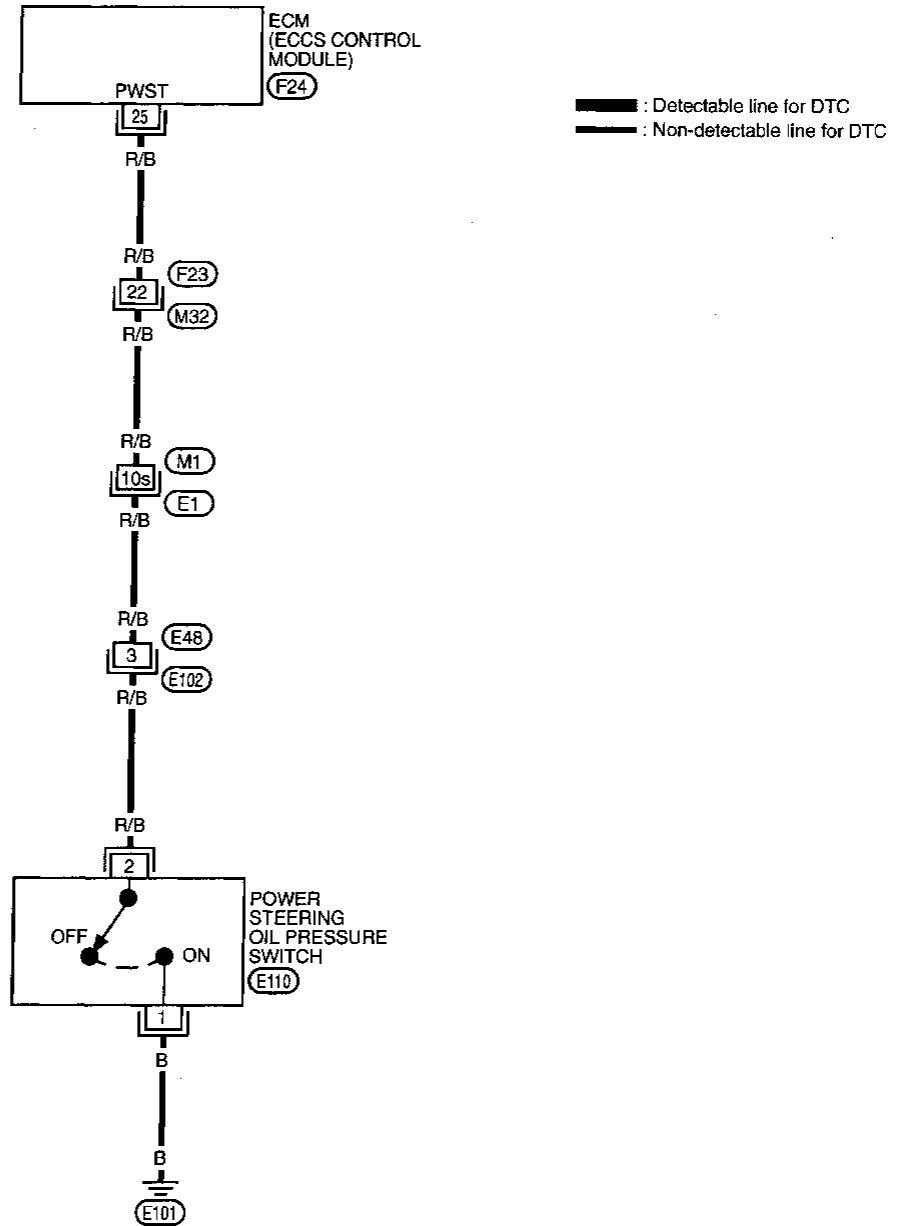 ECM
(ECCS CONTROL
MODULE)
F24
PWST
25
: Detectable line for DTC
: Non-detectable line for DTC
R/B
R/B
F23
22
M32
R/B
R/B
M1
10s
E1
R/B
R/B
E48
3
E102
R/B
R/B
2
POWER
STEERING
OIL PRESSURE
SWITCH
E110
OFF
ON
1
B
B
E101